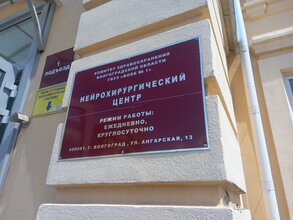 1
ПОДЪЕЗД
КОМИТЕТ ЗДРАВООХРАНЕНИЯ
ВОЛГОГРАДСКОЙ ОБЛАСТИ
ГБУЗ «ВОКБ № 1»
НЕЙРОХИРУРГИЧЕСКИЙ
ЦЕНТР
РЕЖИМ РАБОТЫ:
ЕЖЕДНЕВНО,
КРУГЛОСУТОЧНО
400081, Г. ВОЛГОГРАД, УЛ. АНГАРСКАЯ, 13